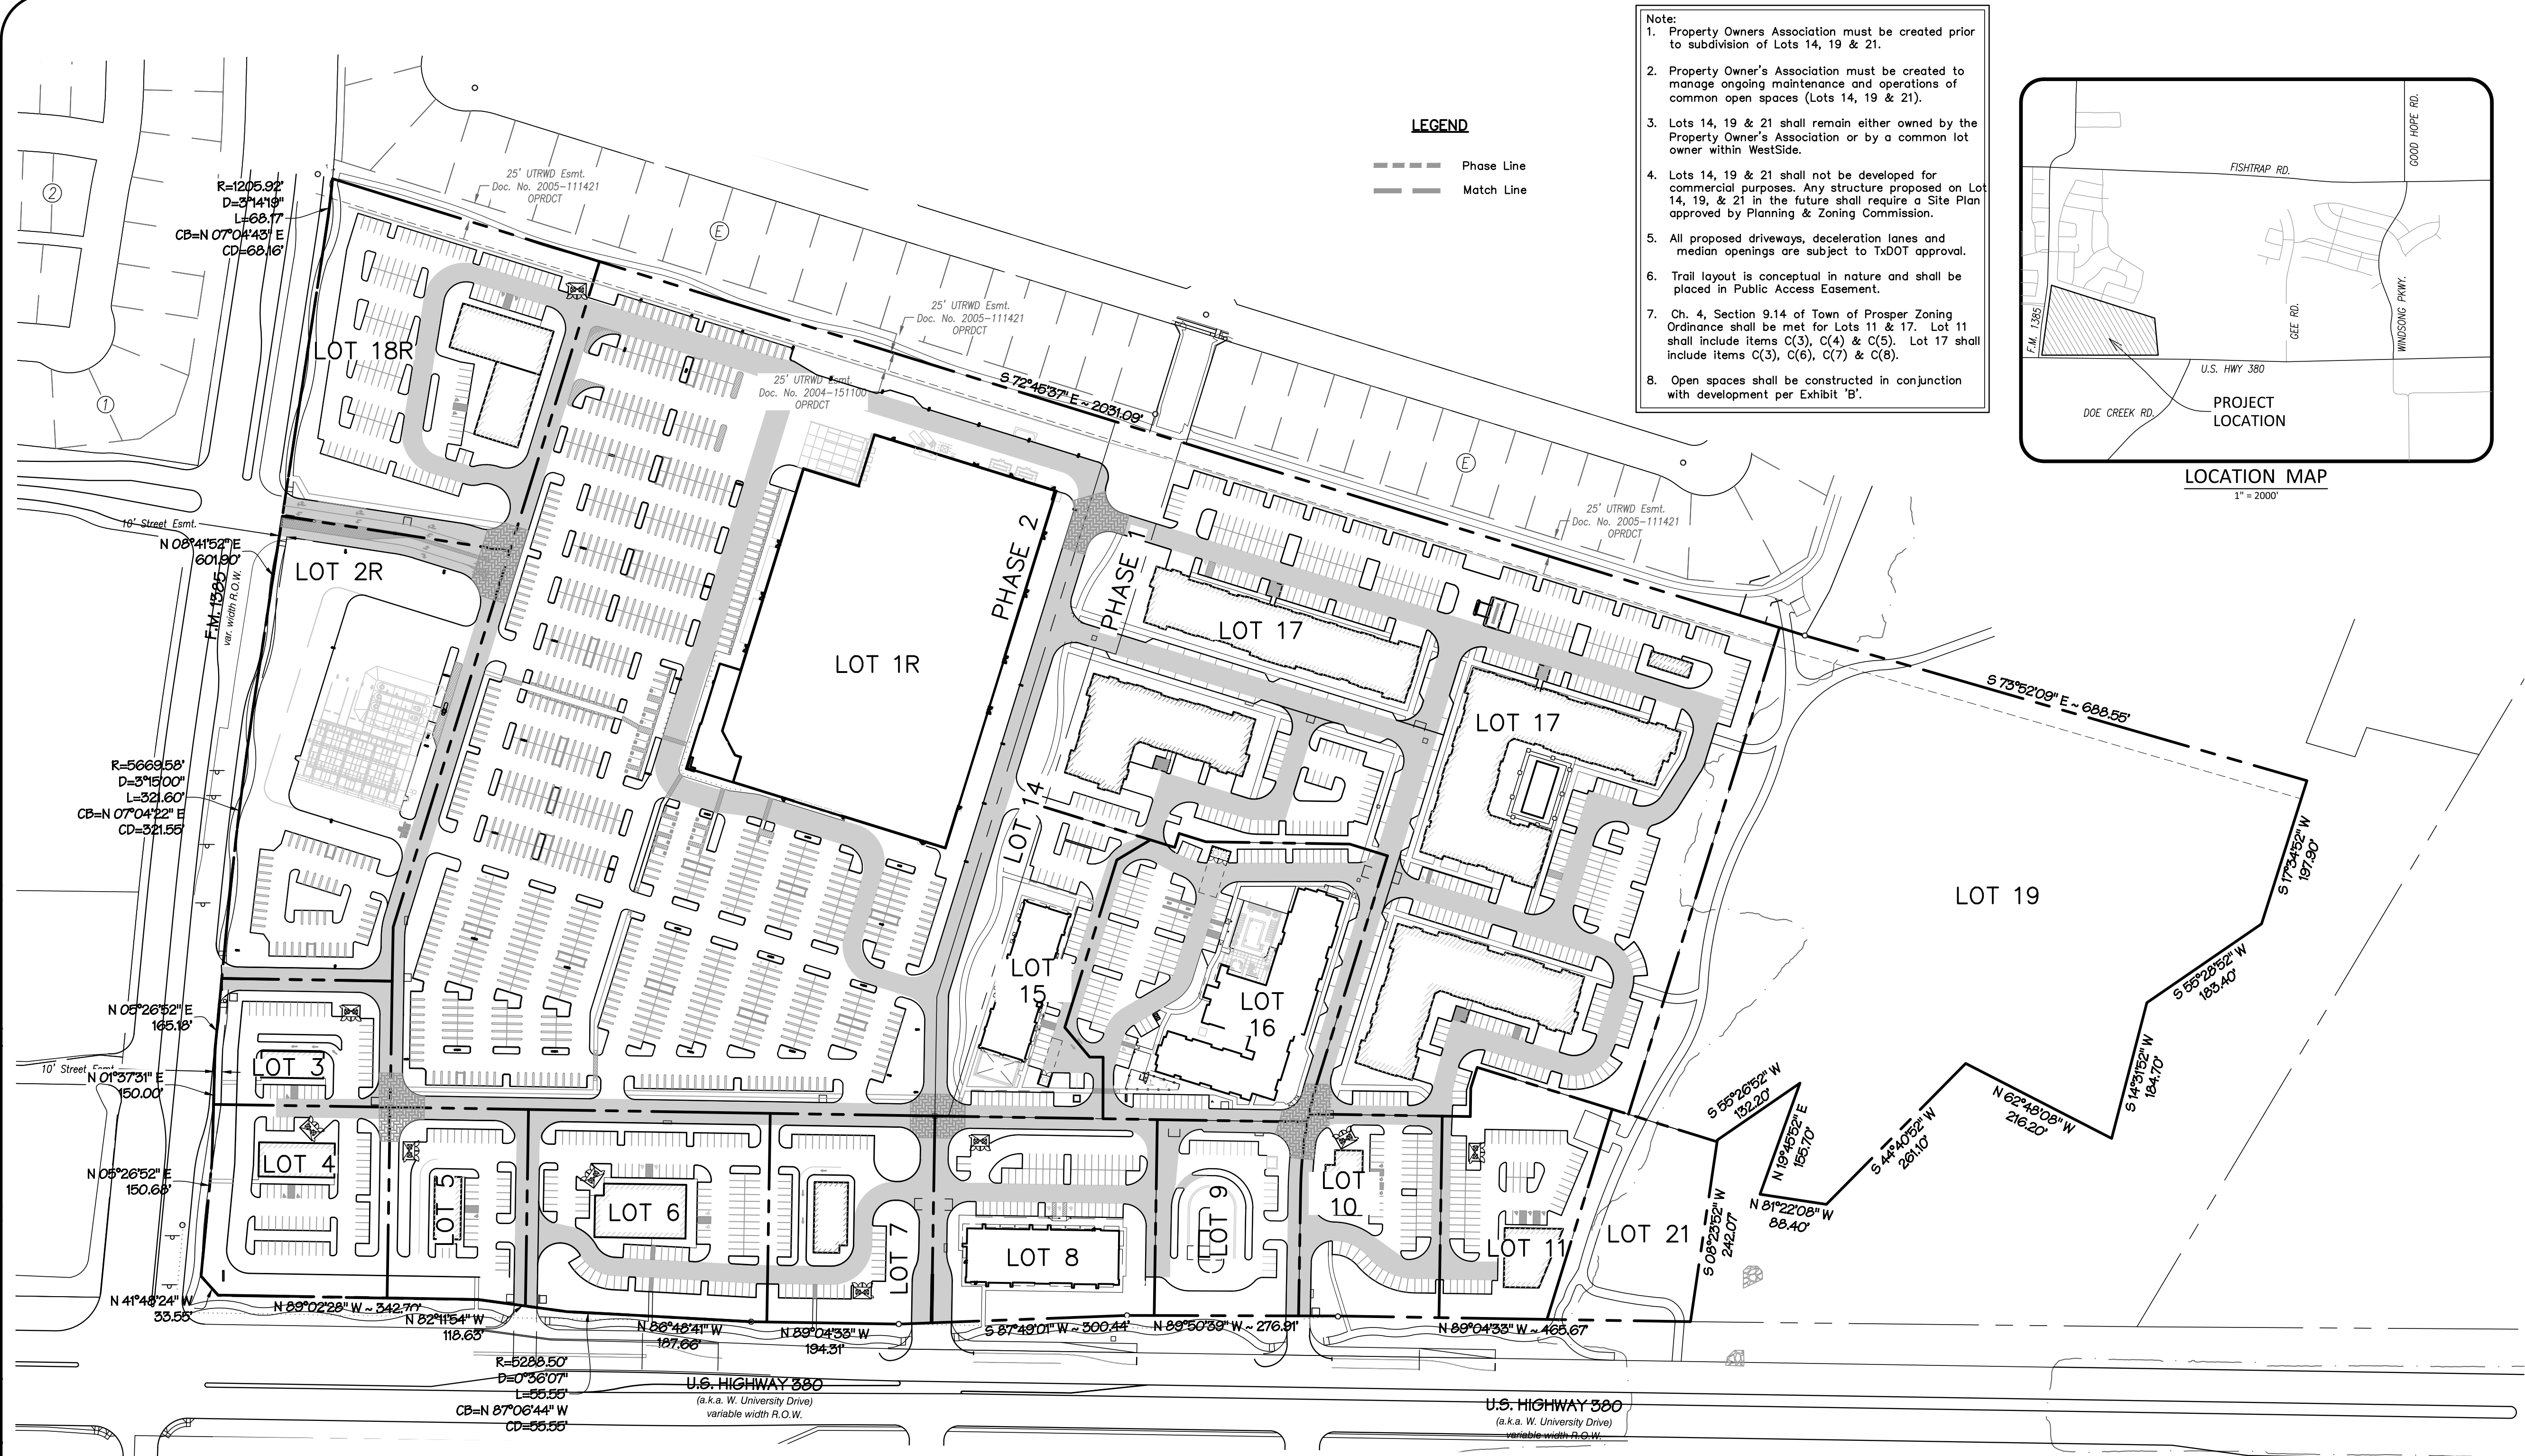 Note:
1. Property Owners Association must be created prior
to subdivision of Lots 14, 19 & 21.
2. Property Owner's Association must be created to
manage ongoing maintenance and operations of
common open spaces (Lots 14, 19 & 21).
3. Lots 14, 19 & 21 shall remain either owned by the
Property Owner's Association or by a common lot
owner within WestSide.
4. Lots 14, 19 & 21 shall not be developed for
commercial purposes. Any structure proposed on Lot
14, 19, & 21 in the future shall require a Site Plan
approved by Planning & Zoning Commission.
5. All proposed driveways, deceleration lanes and
median openings are subject to TxDOT approval.
6. Trail layout is conceptual in nature and shall be
placed in Public Access Easement.
7. Ch. 4, Section 9.14 of Town of Prosper Zoning
Ordinance shall be met for Lots 11 & 17. Lot 11
shall include items C(3), C(4) & C(5). Lot 17 shall
include items C(3), C(6), C(7) & C(8).
8. Open spaces shall be constructed in conjunction
with development per Exhibit 'B'.
LEGEND
Phase Line
Match Line
GOOD HOPE RD.
FISHTRAP RD.
F.M. 1385
GEE RD.
WINDSONG PKWY.
U.S. HWY 380
DOE CREEK RD.
PROJECT
LOCATION
LOCATION MAP
1" = 2000'
2
1
E
E
R=1205.92'
D=3°14'19"
L=68.17'
CB=N 07°04'43" E
CD=68.16'
25' UTRWD Esmt.
Doc. No. 2005-111421
OPRDCT
25' UTRWD Esmt.
Doc. No. 2005-111421
OPRDCT
25' UTRWD Esmt.
Doc. No. 2004-151100
OPRDCT
25' UTRWD Esmt.
Doc. No. 2005-111421
OPRDCT
S 72°45'37" E ~ 2031.09'
LOT 18R
10' Street Esmt.
N 08°41'52" E
601.90'
LOT 2R
F.M. 1385
var. width R.O.W.
LOT 1R
PHASE 2
PHASE 1
LOT 17
LOT 17
S 73°52'09" E ~ 688.55'
R=5669.58'
D=3°15'00"
L=321.60'
CB=N 07°04'22" E
CD=321.55'
LOT 14
LOT 19
S 17°34'52" W
197.90'
S 55°28'52" W
183.40'
S 14°31'52" W
184.70'
N 62°48'08" W
216.20'
S 44°40'52" W
261.10'
N 81°22'08" W
88.40'
N 19°45'52" E
155.70'
S 55°26'52" W
132.20'
S 08°23'52" W
242.07'
LOT
15
LOT
16
N 05°26'52" E
165.18'
10' Street Esmt.
N 01°37'31" E
150.00'
LOT 3
N 05°26'52" E
150.68'
LOT 4
LOT 5
LOT 6
LOT 7
LOT 8
LOT 9
LOT
10
LOT 11
LOT 21
N 41°48'24" W
33.55'
N 89°02'28" W ~ 342.70'
N 82°11'54" W
118.63'
N 86°48'41" W
187.66'
N 89°04'33" W
194.31'
S 87°49'01" W ~ 300.44'
N 89°50'39" W ~ 276.91'
N 89°04'33" W ~ 465.67'
R=5288.50'
D=0°36'07"
L=55.55'
CB=N 87°06'44" W
CD=55.55'
U.S. HIGHWAY 380
(a.k.a. W. University Drive)
variable width R.O.W.
U.S. HIGHWAY 380
(a.k.a. W. University Drive)
variable width R.O.W.